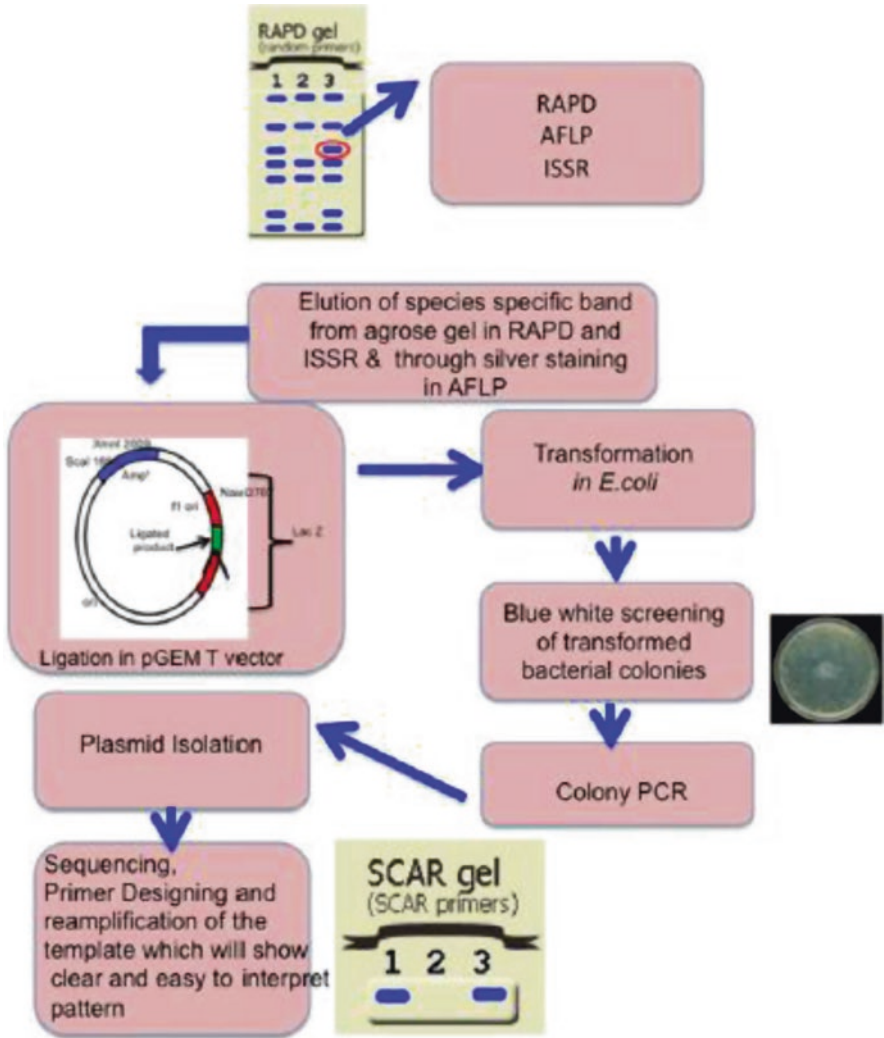 RAPD gel
(random primers)
1 2 3
RAPD
AFLP
ISSR
Elution of species specific band
from agrose gel in RAPD and
ISSR & through silver staining
in AFLP
Amp
f1 ori
Ligated
product
Lac Z
ori
Ligation in pGEM T vector
Transformation
in E.coli
Blue white screening
of transformed
bacterial colonies
Colony PCR
Plasmid Isolation
Sequencing,
Primer Designing and
reamplification of the
template which will show
clear and easy to interpret
pattern
SCAR gel
(SCAR primers)
1 2 3